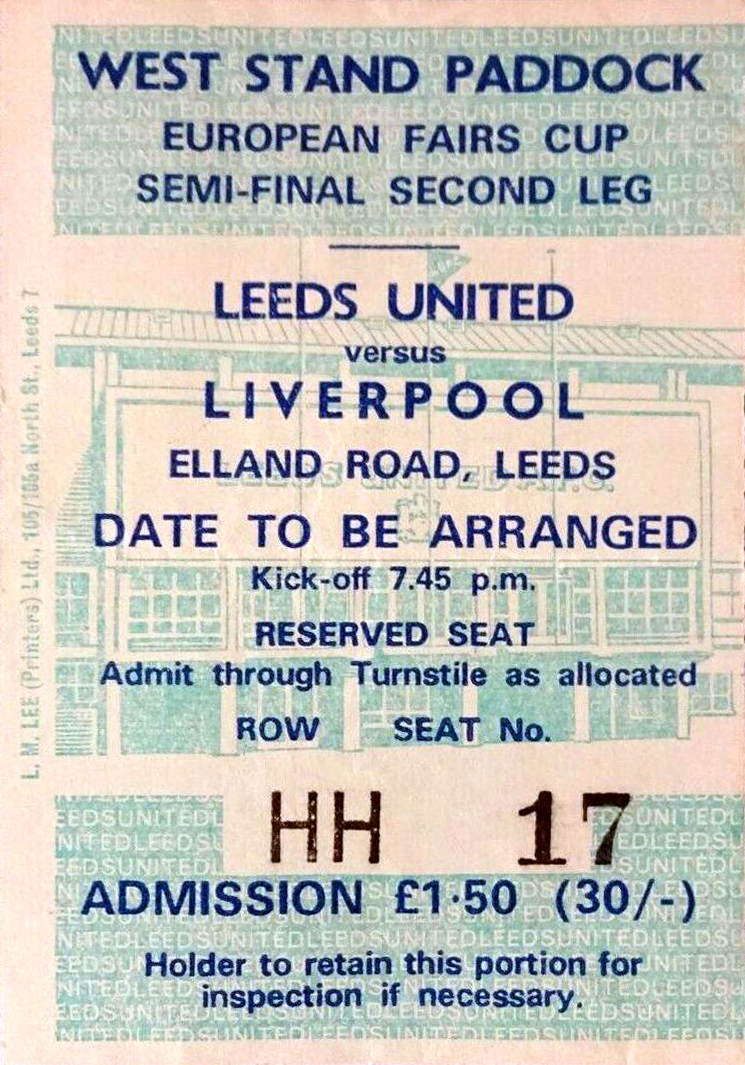 WEST STAND PADDOCK
EUROPEAN FAIRS CUP
SEMI-FINAL SECOND LEG
LEEDS UNITED
versus
LIVERPOOL
ELLAND ROAD, LEEDS
LEEDS UNITED A.F.C.
DATE TO BE ARRANGED
Kick-off 7.45 p.m.
RESERVED SEAT
Admit through Turnstile as allocated
ROW SEAT No.
HH 17
ADMISSION £1·50 (30/-)
Holder to retain this portion for
inspection if necessary.
L. M. LEE (Printers) Ltd., 105/105a North St., Leeds 7